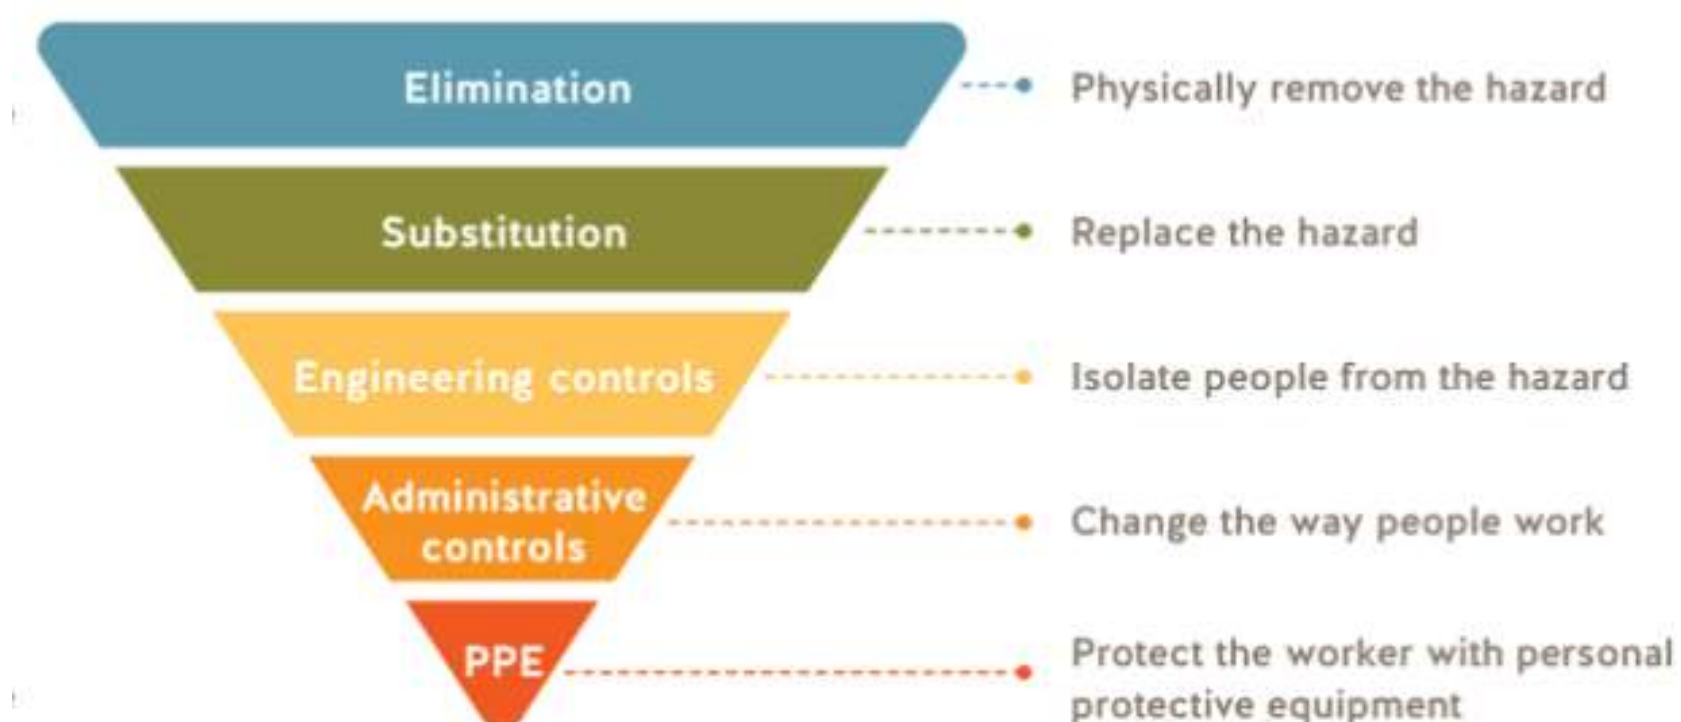 Elimination
Physically remove the hazard
Substitution
Replace the hazard
Engineering controls
Isolate people from the hazard
Administrative
controls
Change the way people work
PPE
Protect the worker with personal
protective equipment